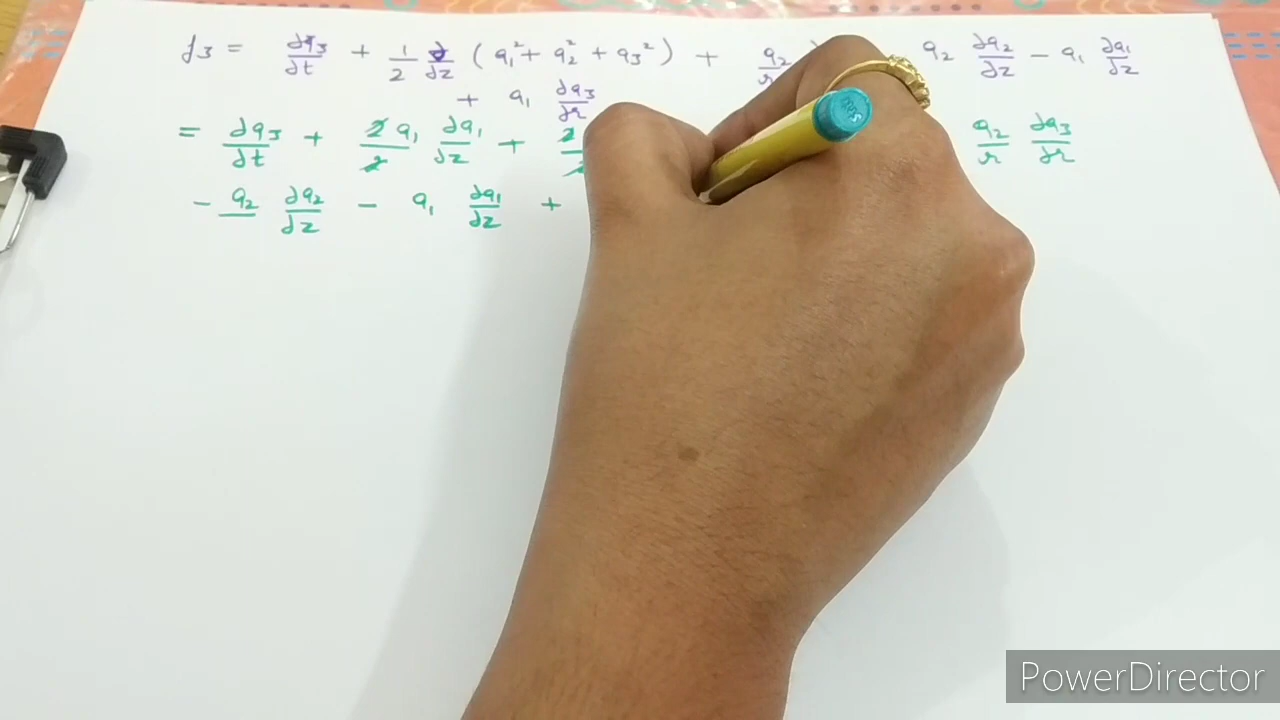 f3 = ∂q3/∂t + 1/2 ∂/∂z (q1² + q2² + q3²) + q2/r q2 ∂q2/∂z − q1 ∂q1/∂z
+ q1 ∂q3/∂r
= ∂q3/∂t + 2q1/2 ∂q1/∂z + 2 q2/r ∂q3/∂r
− q2 ∂q2/∂z − q1 ∂q1/∂z +
PowerDirector